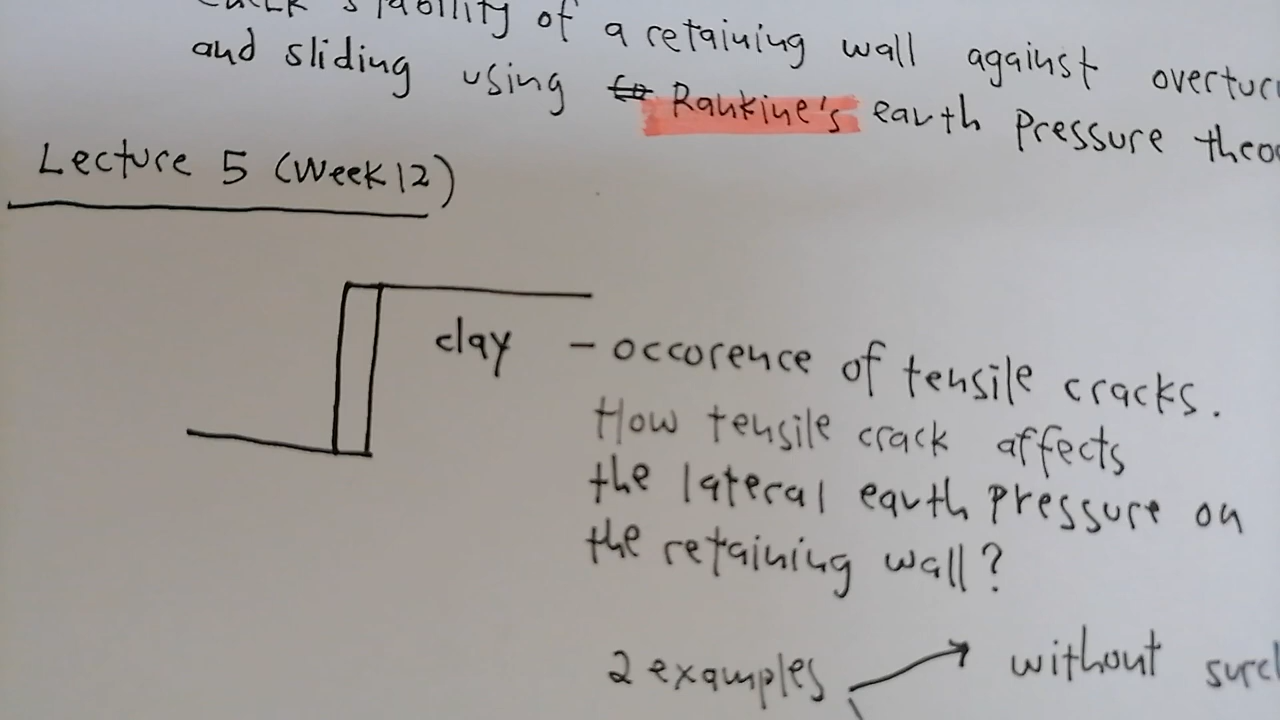 stability of a retaining wall against
and sliding using Rankine's earth pressure
Lecture 5 (Week 12)
clay - occorence of tensile cracks.
How tensile crack affects
the lateral earth pressure on
the retaining wall?
2 examples → without